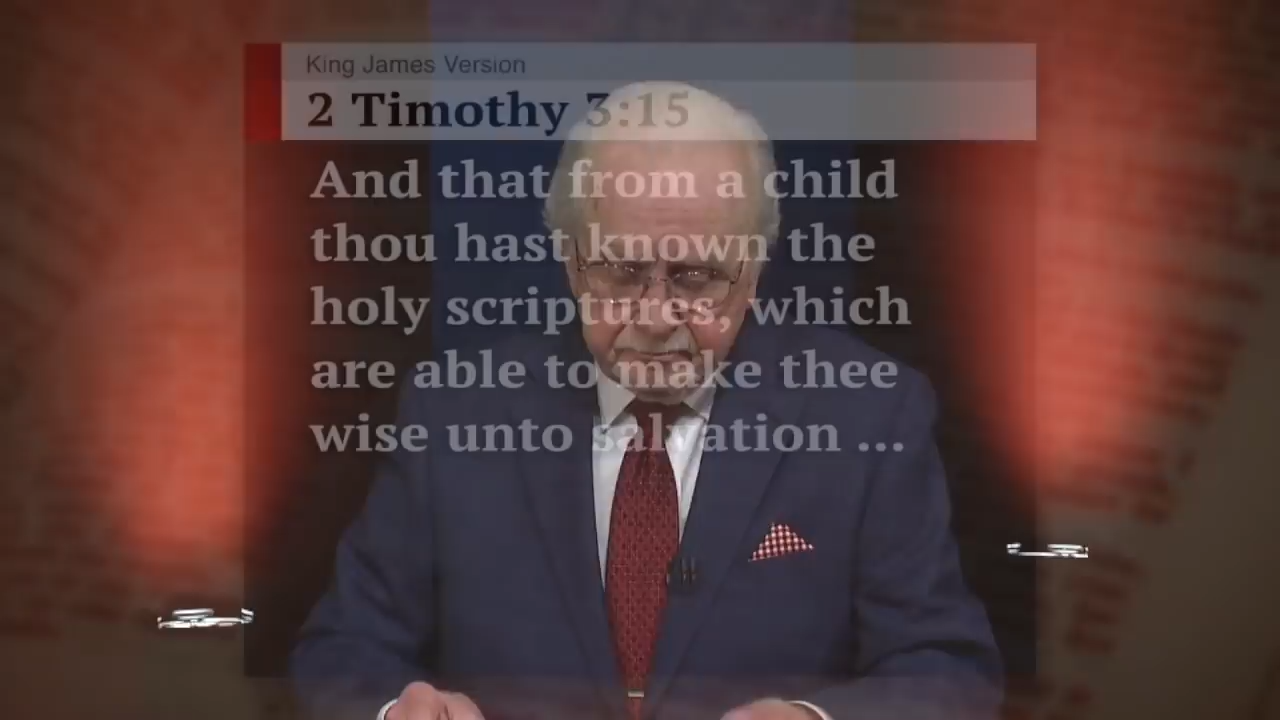 King James Version
2 Timothy 3:15
And that from a child
thou hast known the
holy scriptures, which
are able to make thee
wise unto salvation ...